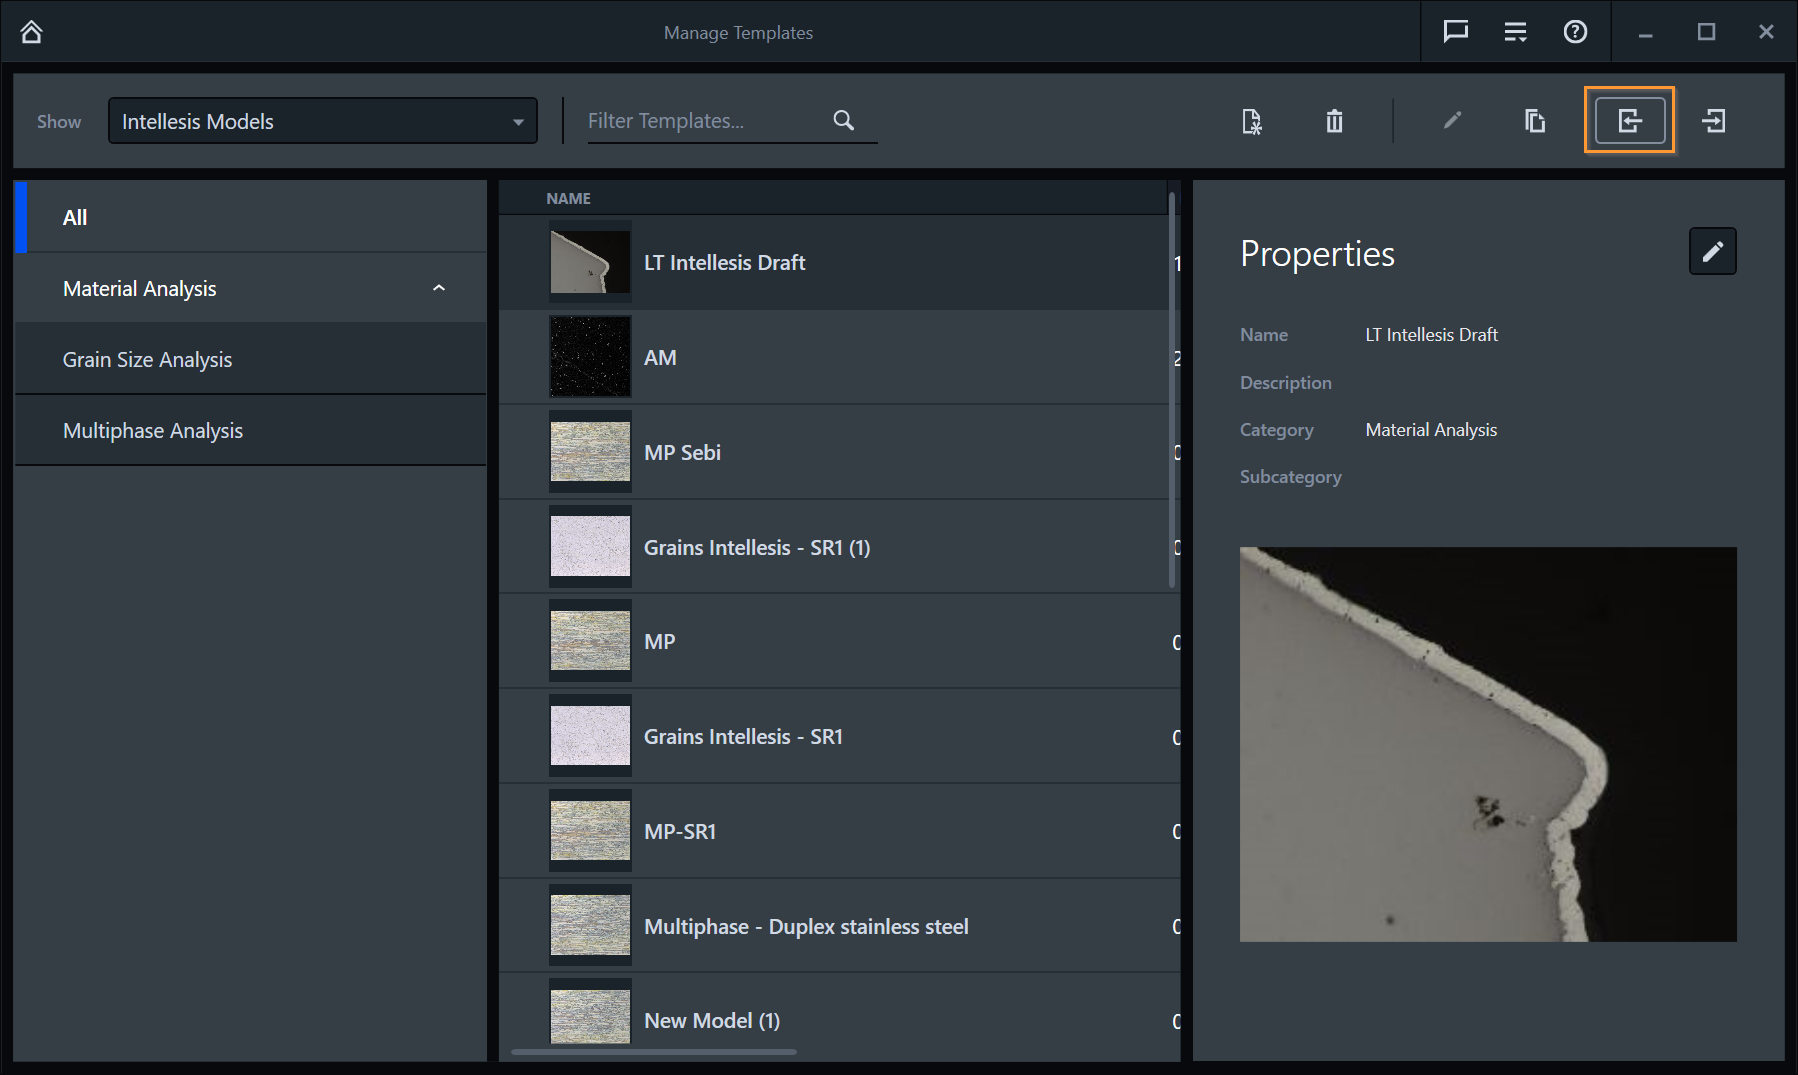 Manage Templates
Show
Intellesis Models
Filter Templates...
All
Material Analysis
Grain Size Analysis
Multiphase Analysis
NAME
LT Intellesis Draft
AM
MP Sebi
Grains Intellesis - SR1 (1)
MP
Grains Intellesis - SR1
MP-SR1
Multiphase - Duplex stainless steel
New Model (1)
Properties
Name LT Intellesis Draft
Description
Category Material Analysis
Subcategory